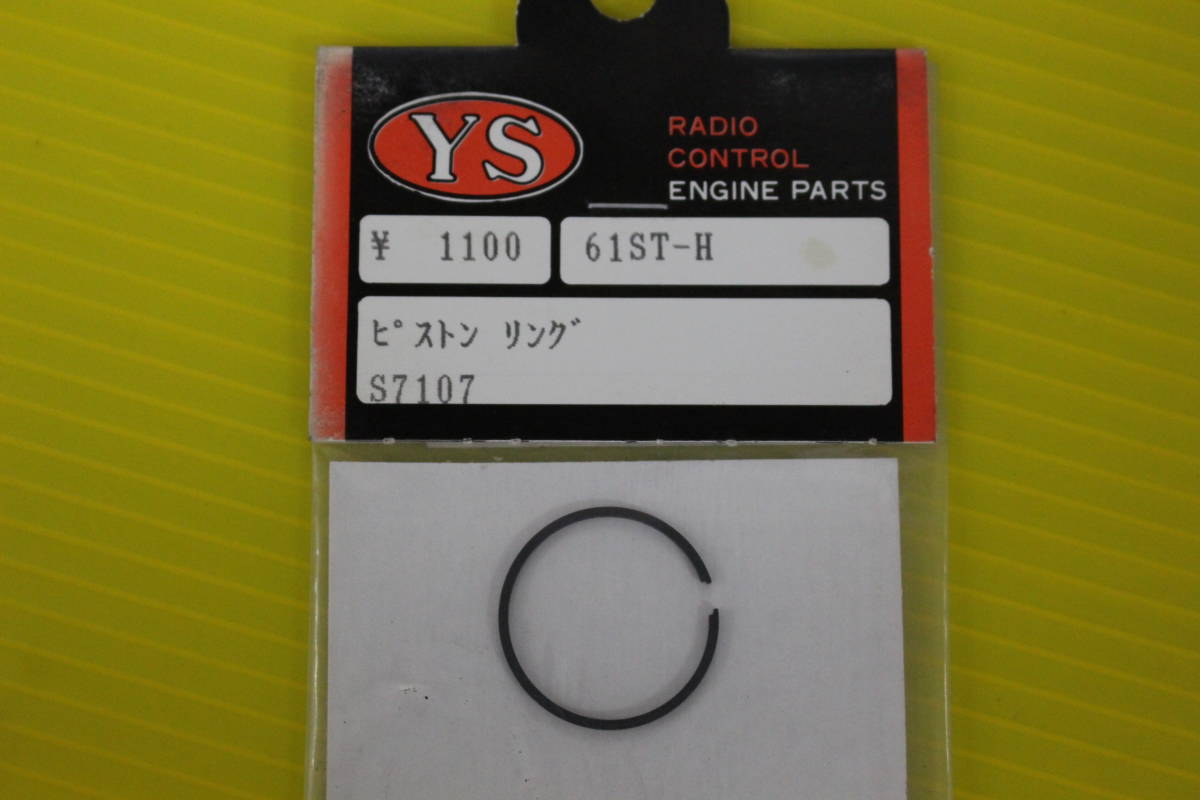 YS
RADIO
CONTROL
ENGINE PARTS
¥ 1100
61ST-H
ﾋﾟｽﾄﾝ ﾘﾝｸﾞ
S7107